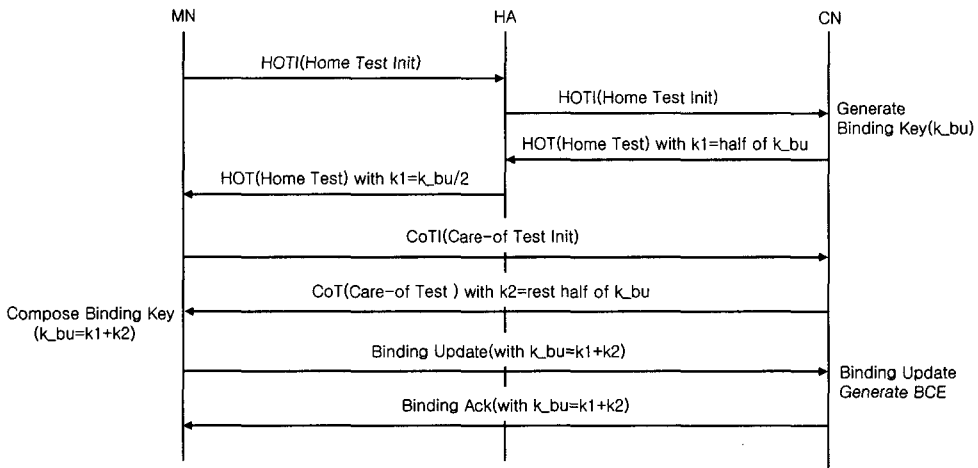 MN
HA
CN
HOTI(Home Test Init)
HOTI(Home Test Init)
Generate
Binding Key(k_bu)
HOT(Home Test) with k1=half of k_bu
HOT(Home Test) with k1=k_bu/2
CoTI(Care-of Test Init)
CoT(Care-of Test ) with k2=rest half of k_bu
Compose Binding Key
(k_bu=k1+k2)
Binding Update(with k_bu=k1+k2)
Binding Update
Generate BCE
Binding Ack(with k_bu=k1+k2)